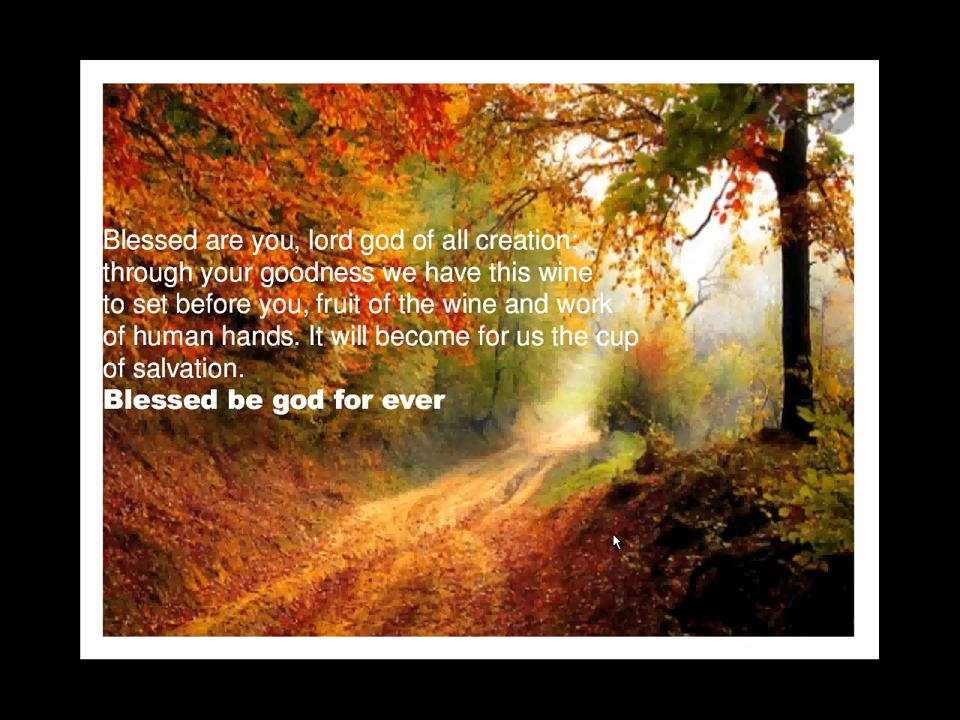 Blessed are you, lord god of all creation:
through your goodness we have this wine
to set before you, fruit of the wine and work
of human hands. It will become for us the cup
of salvation.
Blessed be god for ever